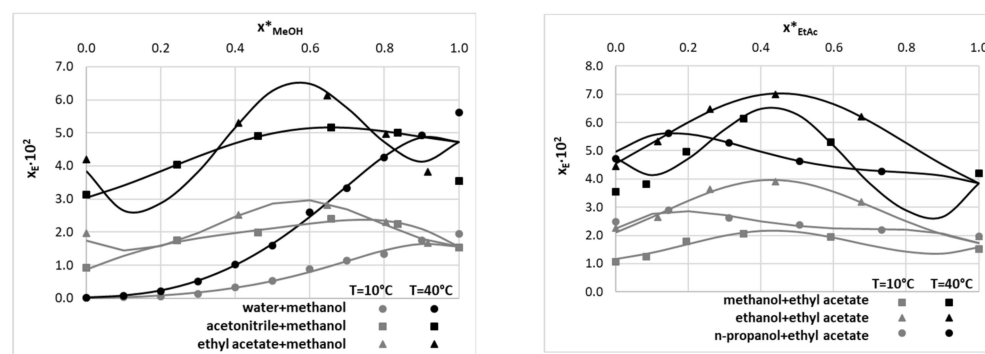 x*MeOH
0.0 0.2 0.4 0.6 0.8 1.0
7.0
6.0
5.0
4.0
3.0
2.0
1.0
0.0
xE·10²
T=10°C T=40°C
water+methanol
acetonitrile+methanol
ethyl acetate+methanol
x*EtAc
0.0 0.2 0.4 0.6 0.8 1.0
8.0
7.0
6.0
5.0
4.0
3.0
2.0
1.0
0.0
xE·10²
T=10°C T=40°C
methanol+ethyl acetate
ethanol+ethyl acetate
n-propanol+ethyl acetate